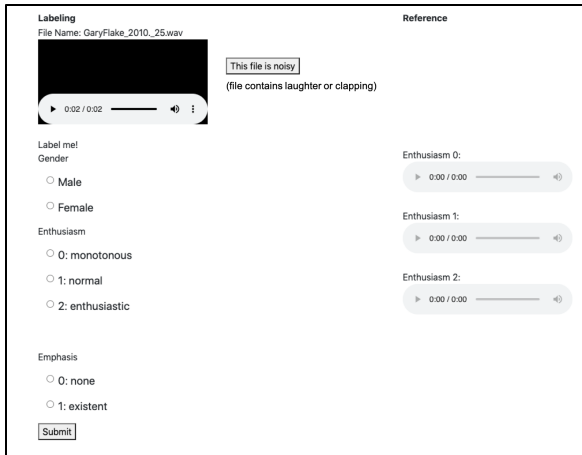 Labeling
File Name: GaryFlake_2010._25.wav
This file is noisy
(file contains laughter or clapping)
0:02 / 0:02
Label me!
Gender
Male
Female
Enthusiasm
0: monotonous
1: normal
2: enthusiastic
Emphasis
0: none
1: existent
Submit
Reference
Enthusiasm 0:
0:00 / 0:00
Enthusiasm 1:
0:00 / 0:00
Enthusiasm 2:
0:00 / 0:00